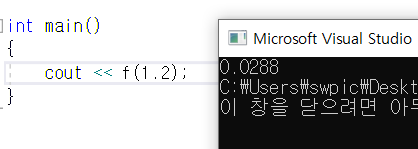 int main()
{
cout << f(1.2);
}
Microsoft Visual Studio
0.0288
C:\Users\swpic\Deskt
이 창을 닫으려면 아